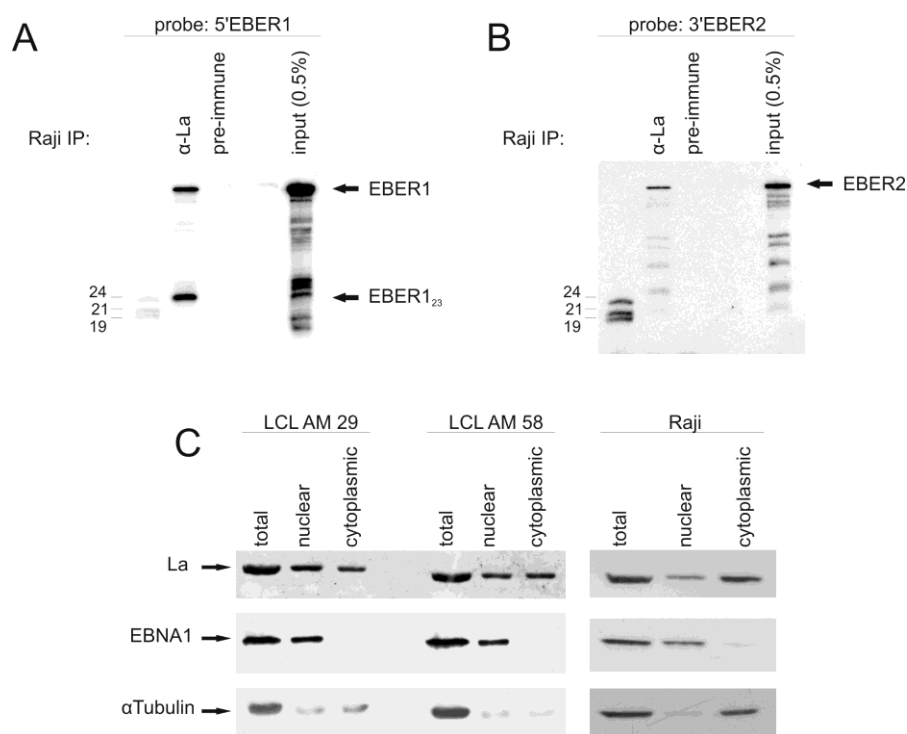 A
probe: 5'EBER1
Raji IP:
α-La
pre-immune
input (0.5%)
EBER1
EBER1₂₃
24
21
19
B
probe: 3'EBER2
Raji IP:
α-La
pre-immune
input (0.5%)
EBER2
24
21
19
C
LCL AM 29
LCL AM 58
Raji
total
nuclear
cytoplasmic
total
nuclear
cytoplasmic
total
nuclear
cytoplasmic
La
EBNA1
αTubulin